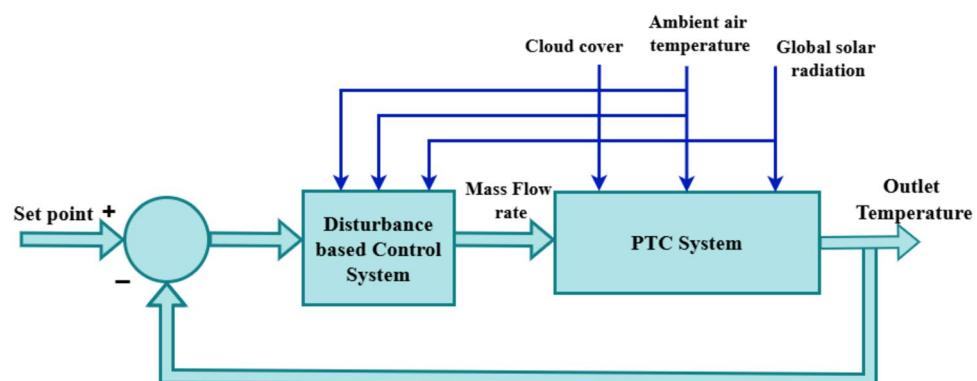 Ambient air
temperature
Cloud cover
Global solar
radiation
Set point
+
−
Disturbance
based Control
System
Mass Flow
rate
PTC System
Outlet
Temperature